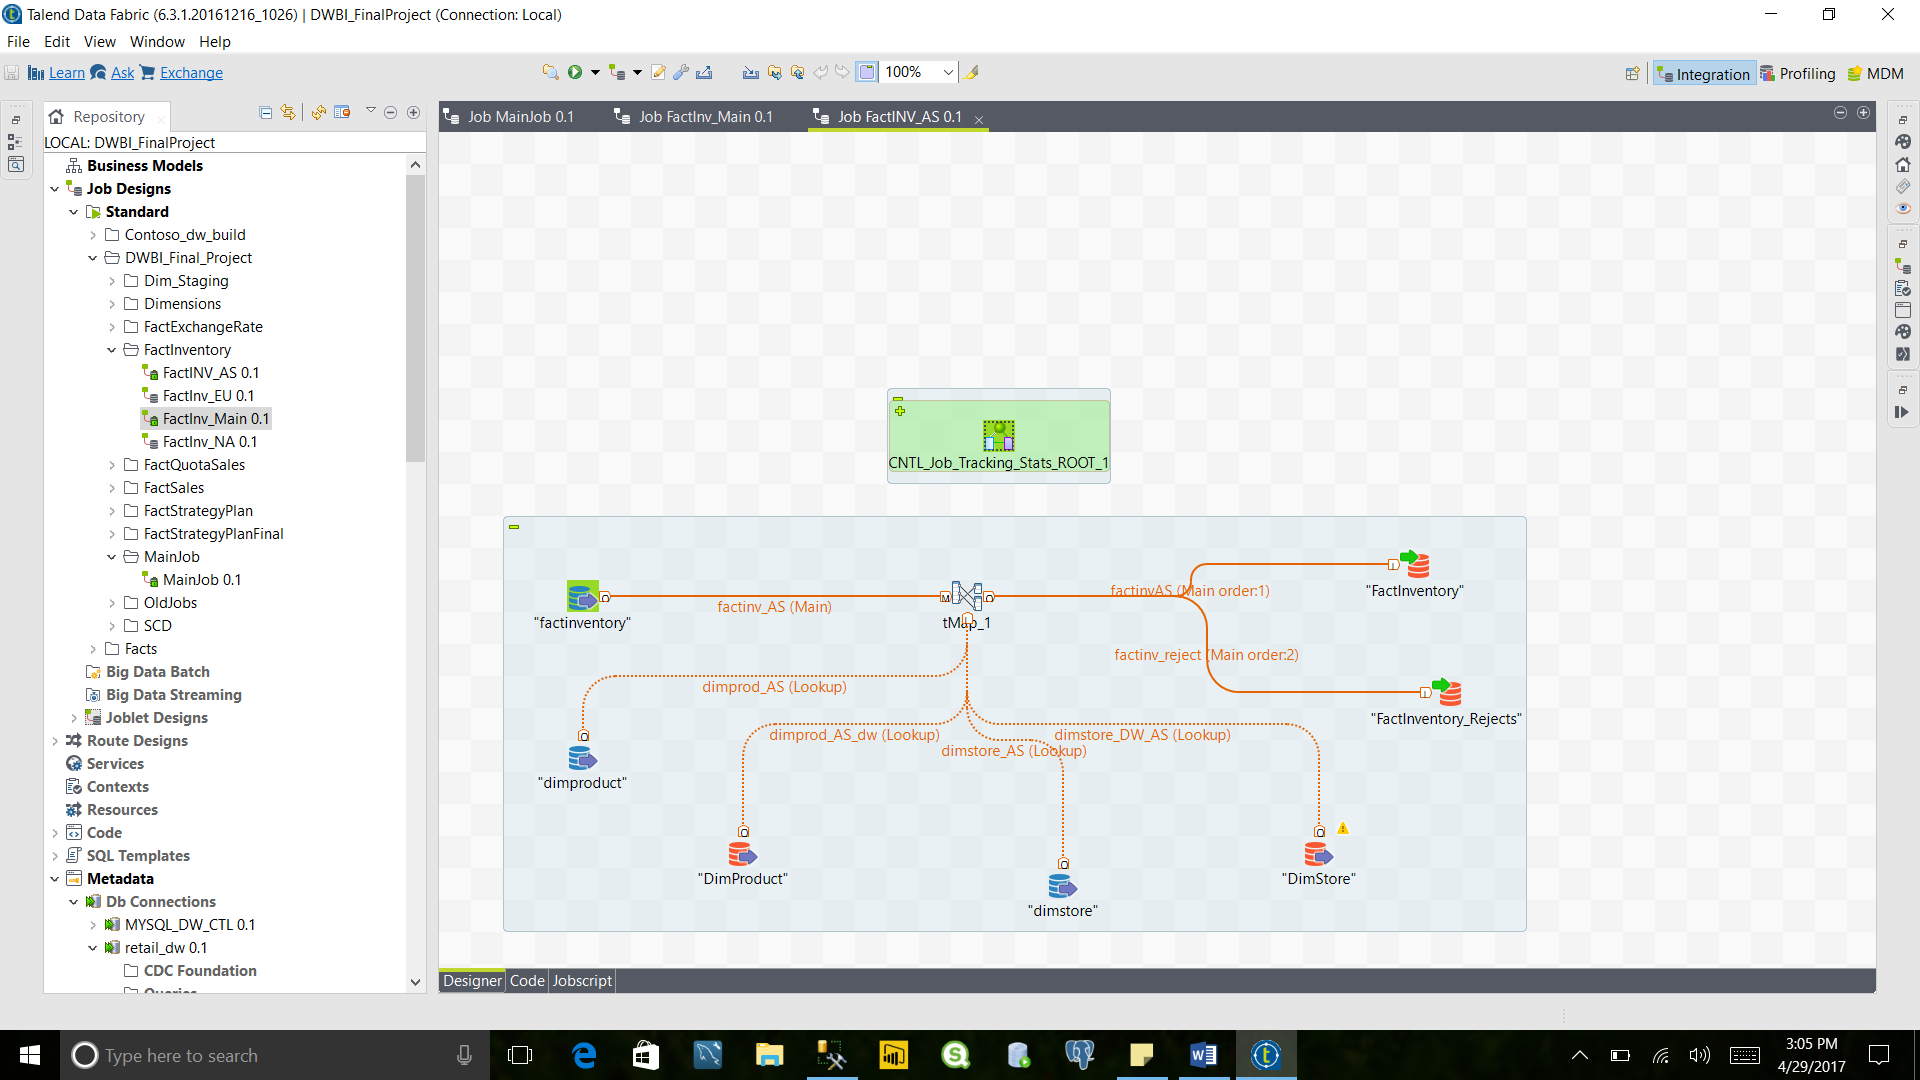 Talend Data Fabric (6.3.1.20161216_1026) | DWBI_FinalProject (Connection: Local)
File Edit View Window Help
Learn Ask Exchange 100% Integration Profiling MDM
Repository
LOCAL: DWBI_FinalProject
Business Models
Job Designs
Standard
Contoso_dw_build
DWBI_Final_Project
Dim_Staging
Dimensions
FactExchangeRate
FactInventory
FactINV_AS 0.1
FactInv_EU 0.1
FactInv_Main 0.1
FactInv_NA 0.1
FactQuotaSales
FactSales
FactStrategyPlan
FactStrategyPlanFinal
MainJob
MainJob 0.1
OldJobs
SCD
Facts
Big Data Batch
Big Data Streaming
Joblet Designs
Route Designs
Services
Contexts
Resources
Code
SQL Templates
Metadata
Db Connections
MYSQL_DW_CTL 0.1
retail_dw 0.1
CDC Foundation
Queries
Job MainJob 0.1 Job FactInv_Main 0.1 Job FactINV_AS 0.1
CNTL_Job_Tracking_Stats_ROOT_1
"factinventory"
factinv_AS (Main)
tMap_1
factinvAS (Main order:1)
"FactInventory"
factinv_reject (Main order:2)
"FactInventory_Rejects"
dimprod_AS (Lookup)
dimprod_AS_dw (Lookup)
dimstore_AS (Lookup)
dimstore_DW_AS (Lookup)
"dimproduct"
"DimProduct"
"dimstore"
"DimStore"
Designer Code Jobscript
Type here to search
3:05 PM
4/29/2017